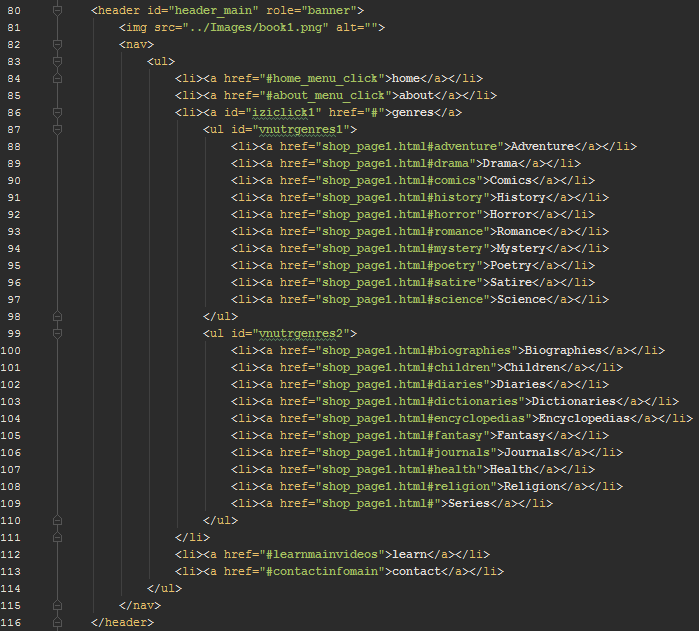 80 <header id="header_main" role="banner">
81 <img src="../Images/book1.png" alt="">
82 <nav>
83 <ul>
84 <li><a href="#home_menu_click">home</a></li>
85 <li><a href="#about_menu_click">about</a></li>
86 <li><a id="iziclick1" href="#">genres</a>
87 <ul id="vnutrgenres1">
88 <li><a href="shop_page1.html#adventure">Adventure</a></li>
89 <li><a href="shop_page1.html#drama">Drama</a></li>
90 <li><a href="shop_page1.html#comics">Comics</a></li>
91 <li><a href="shop_page1.html#history">History</a></li>
92 <li><a href="shop_page1.html#horror">Horror</a></li>
93 <li><a href="shop_page1.html#romance">Romance</a></li>
94 <li><a href="shop_page1.html#mystery">Mystery</a></li>
95 <li><a href="shop_page1.html#poetry">Poetry</a></li>
96 <li><a href="shop_page1.html#satire">Satire</a></li>
97 <li><a href="shop_page1.html#science">Science</a></li>
98 </ul>
99 <ul id="vnutrgenres2">
100 <li><a href="shop_page1.html#biographies">Biographies</a></li>
101 <li><a href="shop_page1.html#children">Children</a></li>
102 <li><a href="shop_page1.html#diaries">Diaries</a></li>
103 <li><a href="shop_page1.html#dictionaries">Dictionaries</a></li>
104 <li><a href="shop_page1.html#encyclopedias">Encyclopedias</a></li>
105 <li><a href="shop_page1.html#fantasy">Fantasy</a></li>
106 <li><a href="shop_page1.html#journals">Journals</a></li>
107 <li><a href="shop_page1.html#health">Health</a></li>
108 <li><a href="shop_page1.html#religion">Religion</a></li>
109 <li><a href="shop_page1.html#">Series</a></li>
110 </ul>
111 </li>
112 <li><a href="#learnmainvideos">learn</a></li>
113 <li><a href="#contactinfomain">contact</a></li>
114 </ul>
115 </nav>
116 </header>